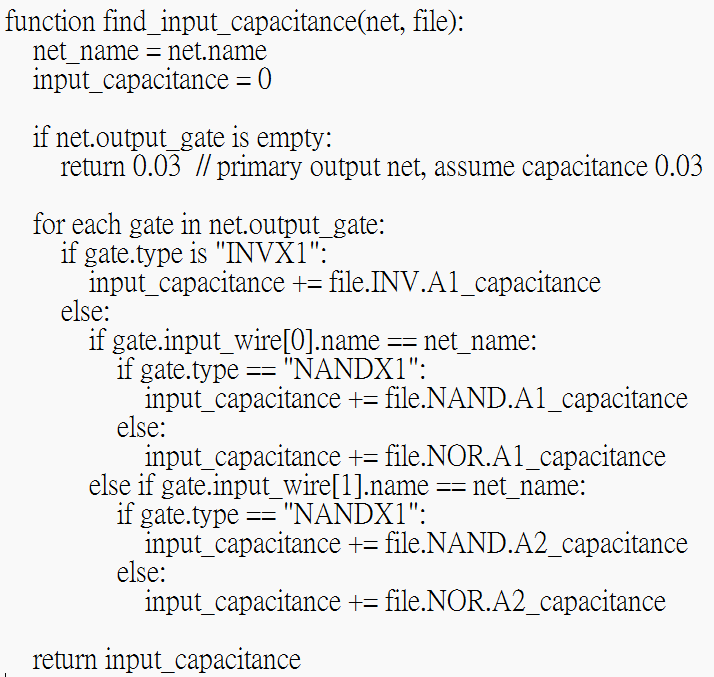 function find_input_capacitance(net, file):
net_name = net.name
input_capacitance = 0
if net.output_gate is empty:
return 0.03  // primary output net, assume capacitance 0.03
for each gate in net.output_gate:
if gate.type is "INVX1":
input_capacitance += file.INV.A1_capacitance
else:
if gate.input_wire[0].name == net_name:
if gate.type == "NANDX1":
input_capacitance += file.NAND.A1_capacitance
else:
input_capacitance += file.NOR.A1_capacitance
else if gate.input_wire[1].name == net_name:
if gate.type == "NANDX1":
input_capacitance += file.NAND.A2_capacitance
else:
input_capacitance += file.NOR.A2_capacitance
return input_capacitance